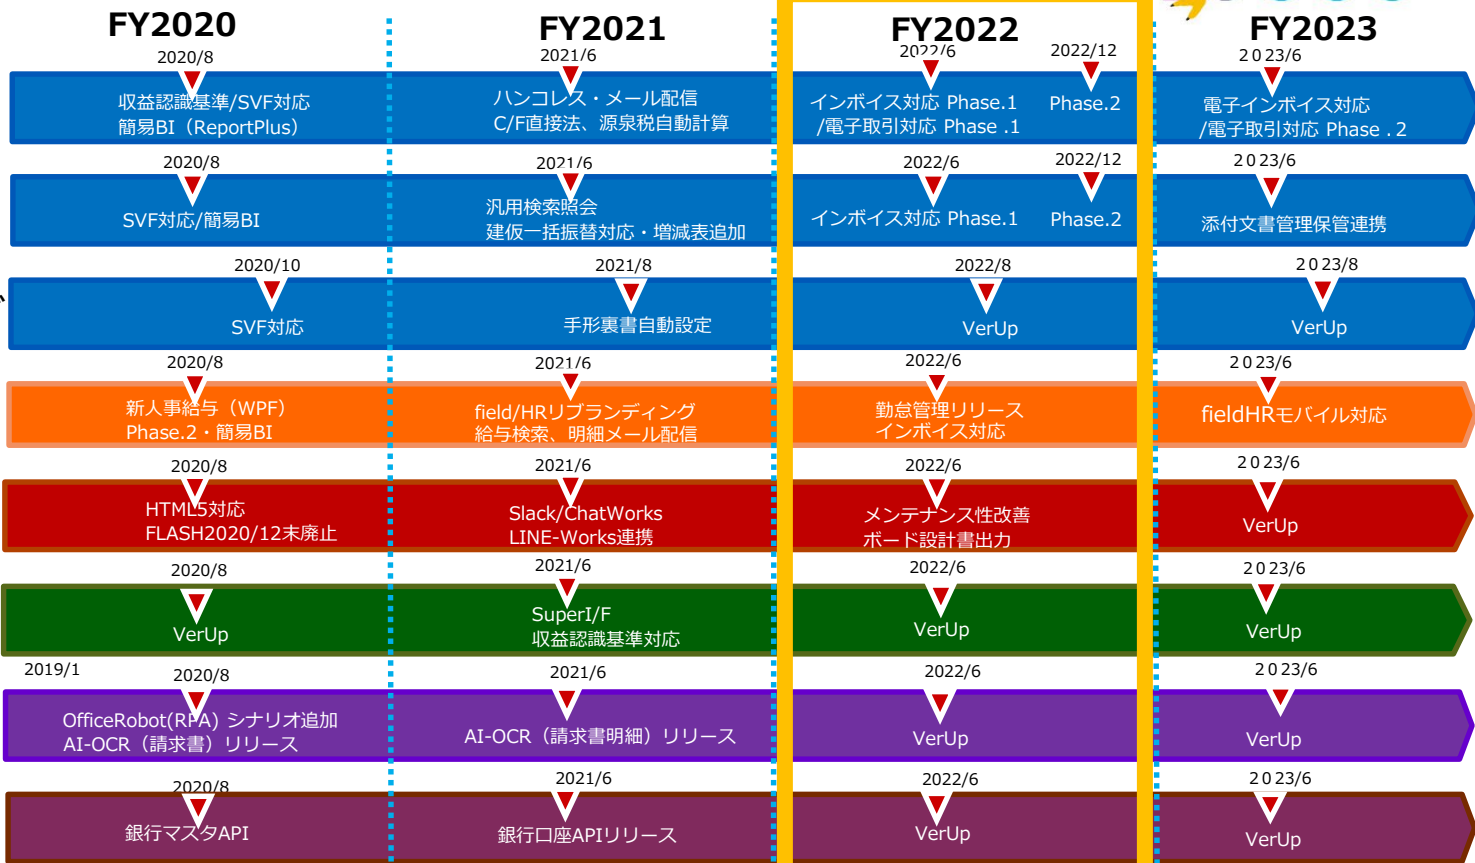 FY2020
FY2021
FY2022
FY2023
2020/8
2021/6
2022/6
2022/12
2023/6
収益認識基準/SVF対応
簡易BI（ReportPlus）
ハンコレス・メール配信
C/F直接法、源泉税自動計算
インボイス対応 Phase.1
/電子取引対応 Phase .1
Phase.2
電子インボイス対応
/電子取引対応 Phase . 2
2020/8
2021/6
2022/6
2022/12
2023/6
SVF対応/簡易BI
汎用検索照会
建仮一括振替対応・増減表追加
インボイス対応 Phase.1
Phase.2
添付文書管理保管連携
2020/10
2021/8
2022/8
2023/8
SVF対応
手形裏書自動設定
VerUp
VerUp
2020/8
2021/6
2022/6
2023/6
新人事給与（WPF）
Phase.2・簡易BI
field/HRリブランディング
給与検索、明細メール配信
勤怠管理リリース
インボイス対応
fieldHRモバイル対応
2020/8
2021/6
2022/6
2023/6
HTML5対応
FLASH2020/12末廃止
Slack/ChatWorks
LINE-Works連携
メンテナンス性改善
ボード設計書出力
VerUp
2020/8
2021/6
2022/6
2023/6
VerUp
SuperI/F
収益認識基準対応
VerUp
VerUp
2019/1
2020/8
2021/6
2022/6
2023/6
OfficeRobot(RPA) シナリオ追加
AI-OCR（請求書）リリース
AI-OCR（請求書明細）リリース
VerUp
VerUp
2020/8
2021/6
2022/6
2023/6
銀行マスタAPI
銀行口座APIリリース
VerUp
VerUp